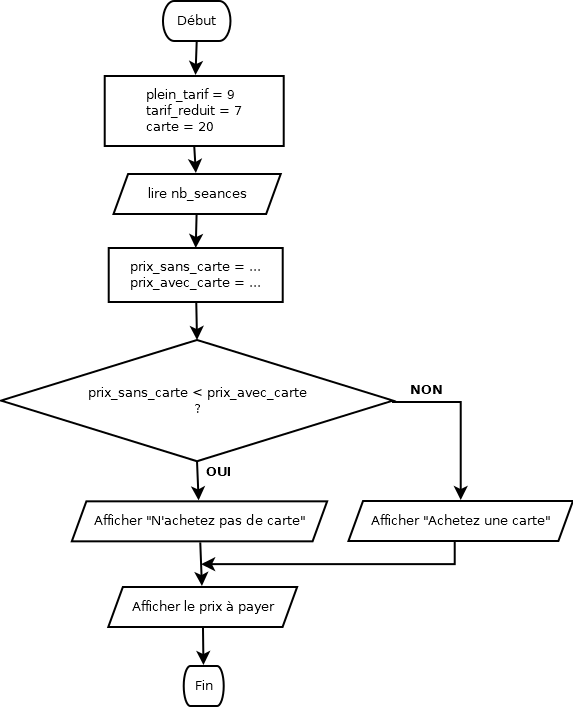 Début
plein_tarif = 9
tarif_reduit = 7
carte = 20
lire nb_seances
prix_sans_carte = ...
prix_avec_carte = ...
prix_sans_carte < prix_avec_carte
?
NON
OUI
Afficher "N'achetez pas de carte"
Afficher "Achetez une carte"
Afficher le prix à payer
Fin